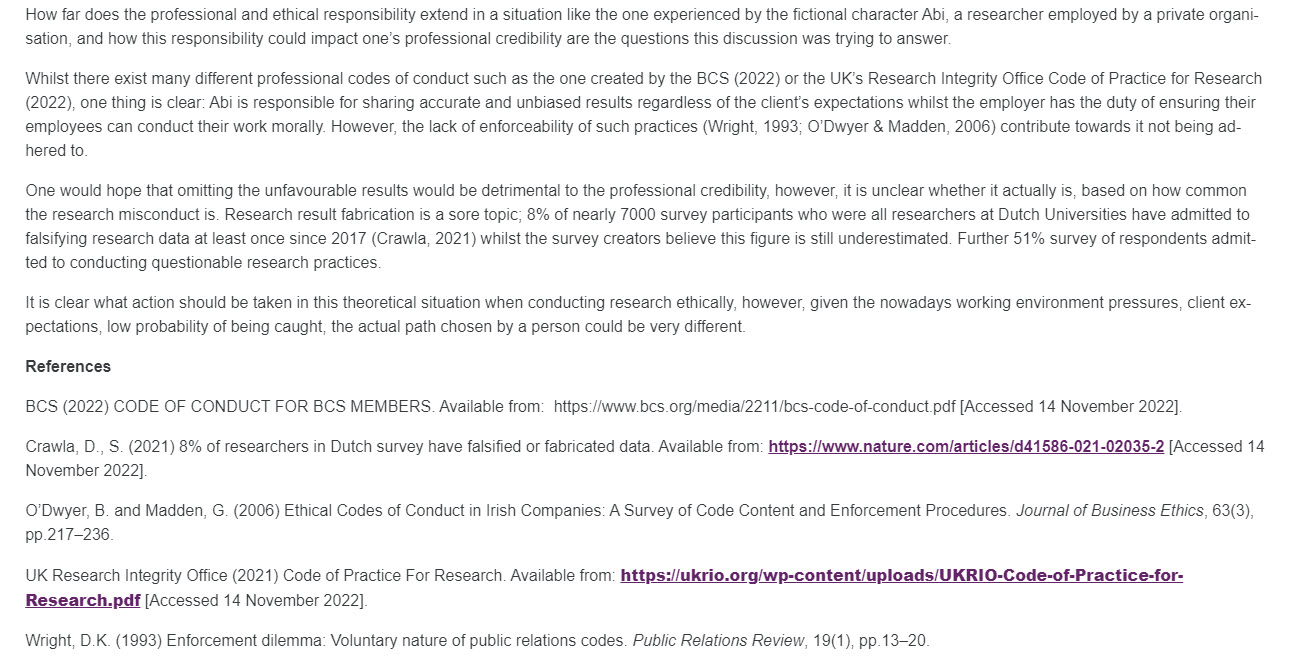 How far does the professional and ethical responsibility extend in a situation like the one experienced by the fictional character Abi, a researcher employed by a private organi-
sation, and how this responsibility could impact one's professional credibility are the questions this discussion was trying to answer.
Whilst there exist many different professional codes of conduct such as the one created by the BCS (2022) or the UK's Research Integrity Office Code of Practice for Research
(2022), one thing is clear: Abi is responsible for sharing accurate and unbiased results regardless of the client's expectations whilst the employer has the duty of ensuring their
employees can conduct their work morally. However, the lack of enforceability of such practices (Wright, 1993; O'Dwyer & Madden, 2006) contribute towards it not being ad-
hered to.
One would hope that omitting the unfavourable results would be detrimental to the professional credibility, however, it is unclear whether it actually is, based on how common
the research misconduct is. Research result fabrication is a sore topic; 8% of nearly 7000 survey participants who were all researchers at Dutch Universities have admitted to
falsifying research data at least once since 2017 (Crawla, 2021) whilst the survey creators believe this figure is still underestimated. Further 51% survey of respondents admit-
ted to conducting questionable research practices.
It is clear what action should be taken in this theoretical situation when conducting research ethically, however, given the nowadays working environment pressures, client ex-
pectations, low probability of being caught, the actual path chosen by a person could be very different.
References
BCS (2022) CODE OF CONDUCT FOR BCS MEMBERS. Available from:  https://www.bcs.org/media/2211/bcs-code-of-conduct.pdf [Accessed 14 November 2022].
Crawla, D., S. (2021) 8% of researchers in Dutch survey have falsified or fabricated data. Available from: https://www.nature.com/articles/d41586-021-02035-2 [Accessed 14
November 2022].
O'Dwyer, B. and Madden, G. (2006) Ethical Codes of Conduct in Irish Companies: A Survey of Code Content and Enforcement Procedures. Journal of Business Ethics, 63(3),
pp.217–236.
UK Research Integrity Office (2021) Code of Practice For Research. Available from: https://ukrio.org/wp-content/uploads/UKRIO-Code-of-Practice-for-
Research.pdf [Accessed 14 November 2022].
Wright, D.K. (1993) Enforcement dilemma: Voluntary nature of public relations codes. Public Relations Review, 19(1), pp.13–20.